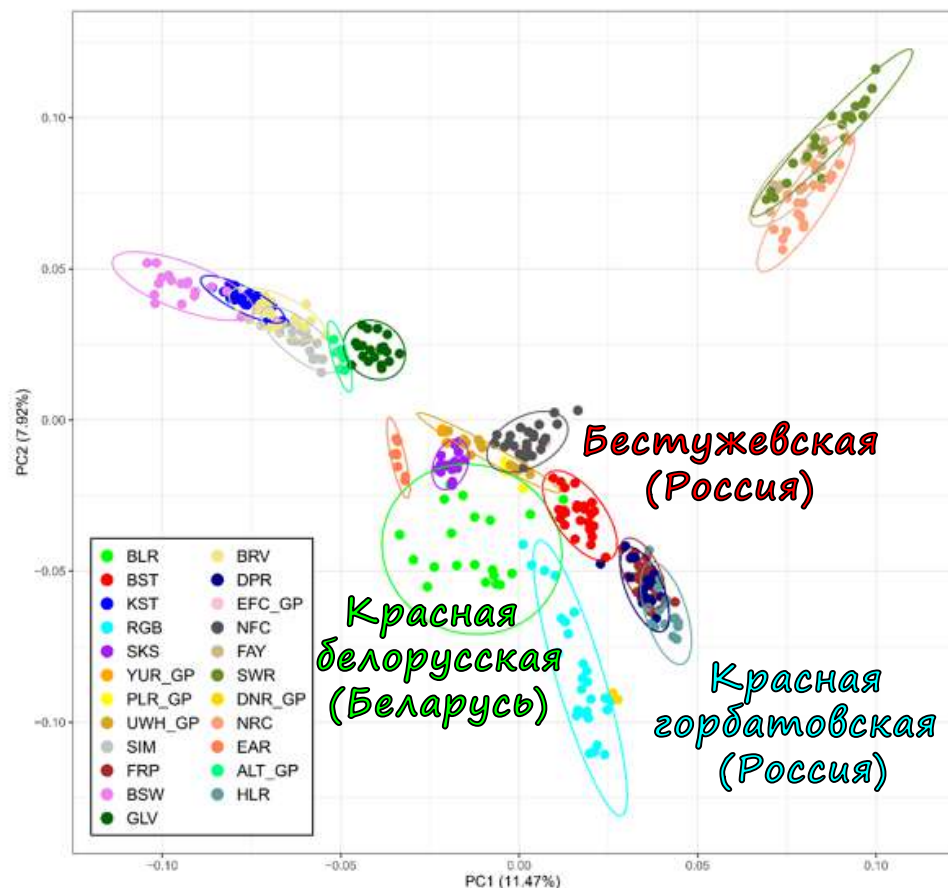 0.10
0.05
0.00
−0.05
−0.10
PC2 (7.92%)
Бестужевская
(Россия)
Красная
белорусская
(Беларусь)
Красная
горбатовская
(Россия)
BLR BRV
BST DPR
KST EFC_GP
RGB NFC
SKS FAY
YUR_GP SWR
PLR_GP DNR_GP
UWH_GP NRC
SIM EAR
FRP ALT_GP
BSW HLR
GLV
−0.10 −0.05 0.00 0.05 0.10
PC1 (11.47%)